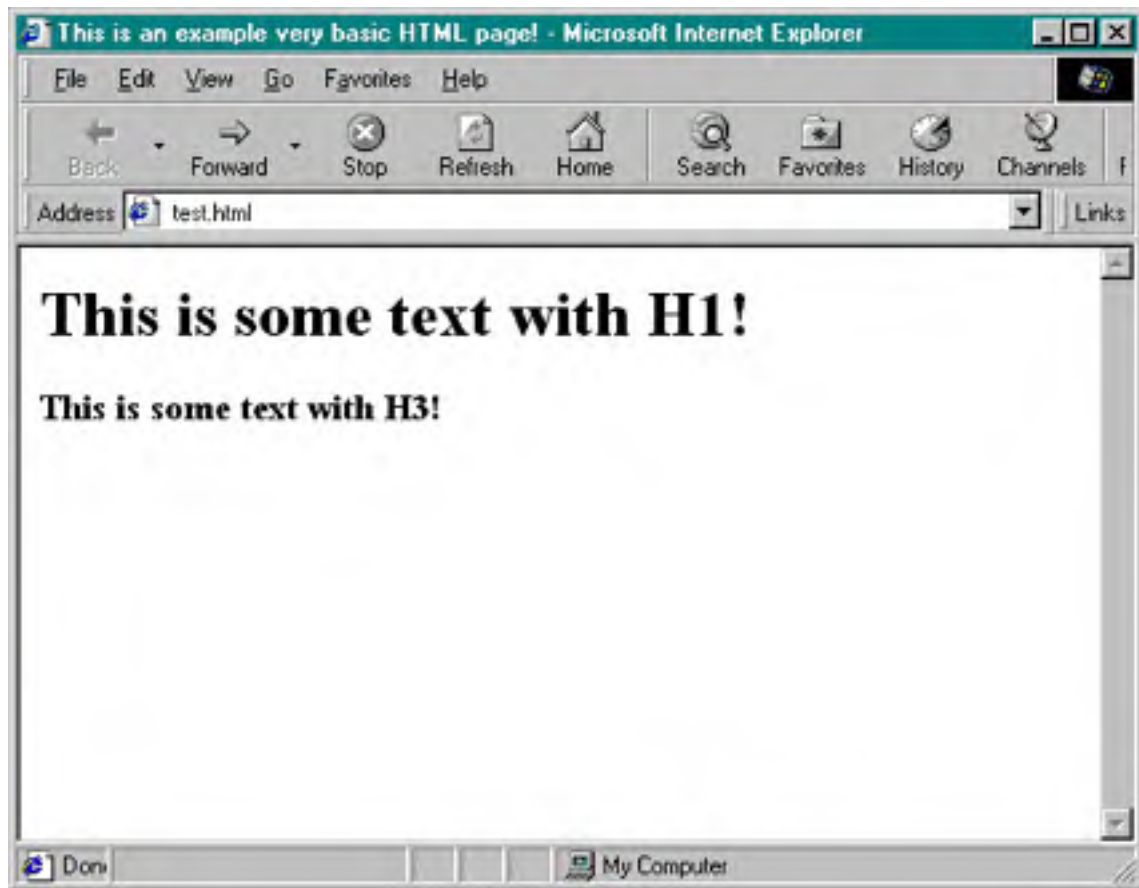 This is an example very basic HTML page! - Microsoft Internet Explorer
File Edit View Go Favorites Help
Back Forward Stop Refresh Home Search Favorites History Channels F
Address test.html Links
This is some text with H1!
This is some text with H3!
My Computer